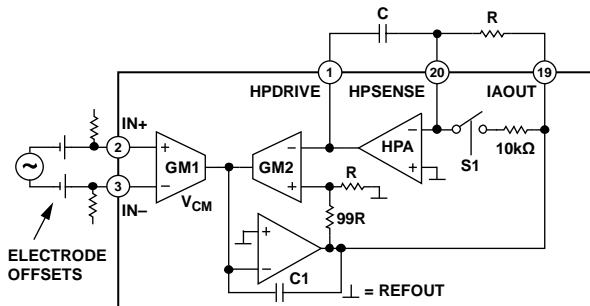 C
R
1
20
19
HPDRIVE
HPSENSE
IAOUT
IN+
2
+
GM1
−
GM2
+
−
HPA
+
S1
10kΩ
3
−
IN−
V_CM
R
99R
+
−
C1
ELECTRODE
OFFSETS
= REFOUT